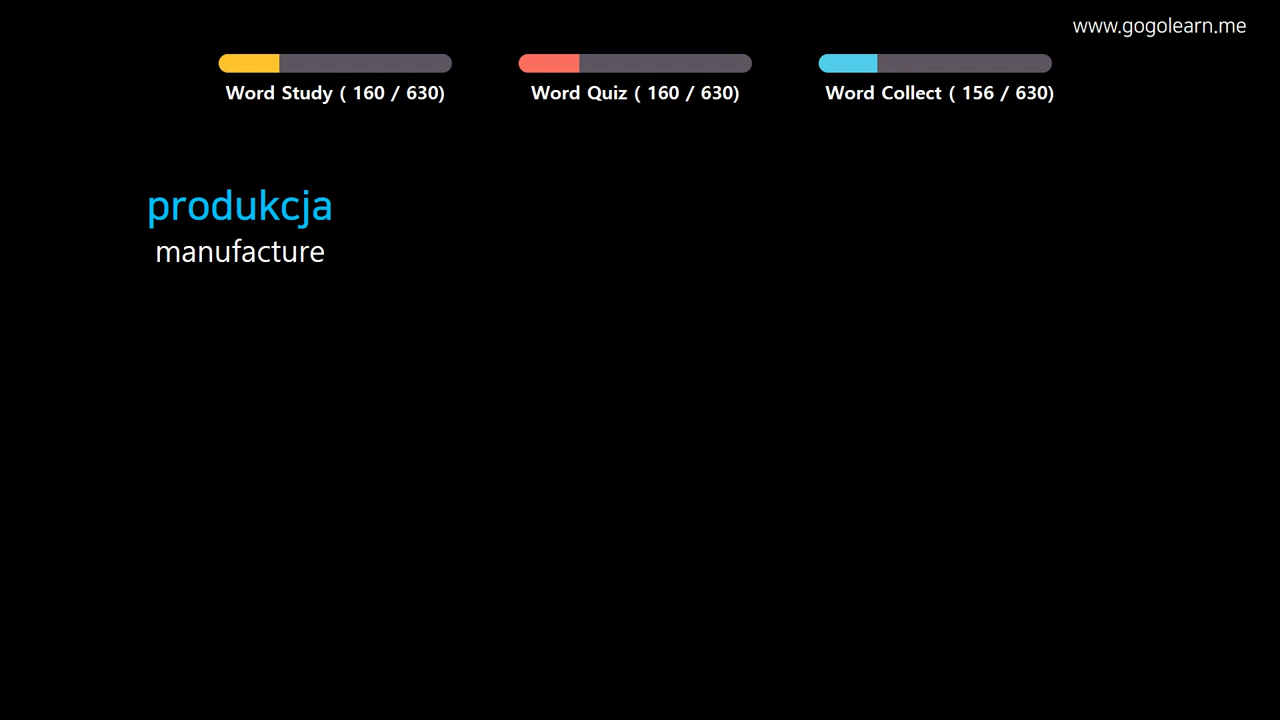 www.gogolearn.me
Word Study ( 160 / 630)
Word Quiz ( 160 / 630)
Word Collect ( 156 / 630)
produkcja
manufacture